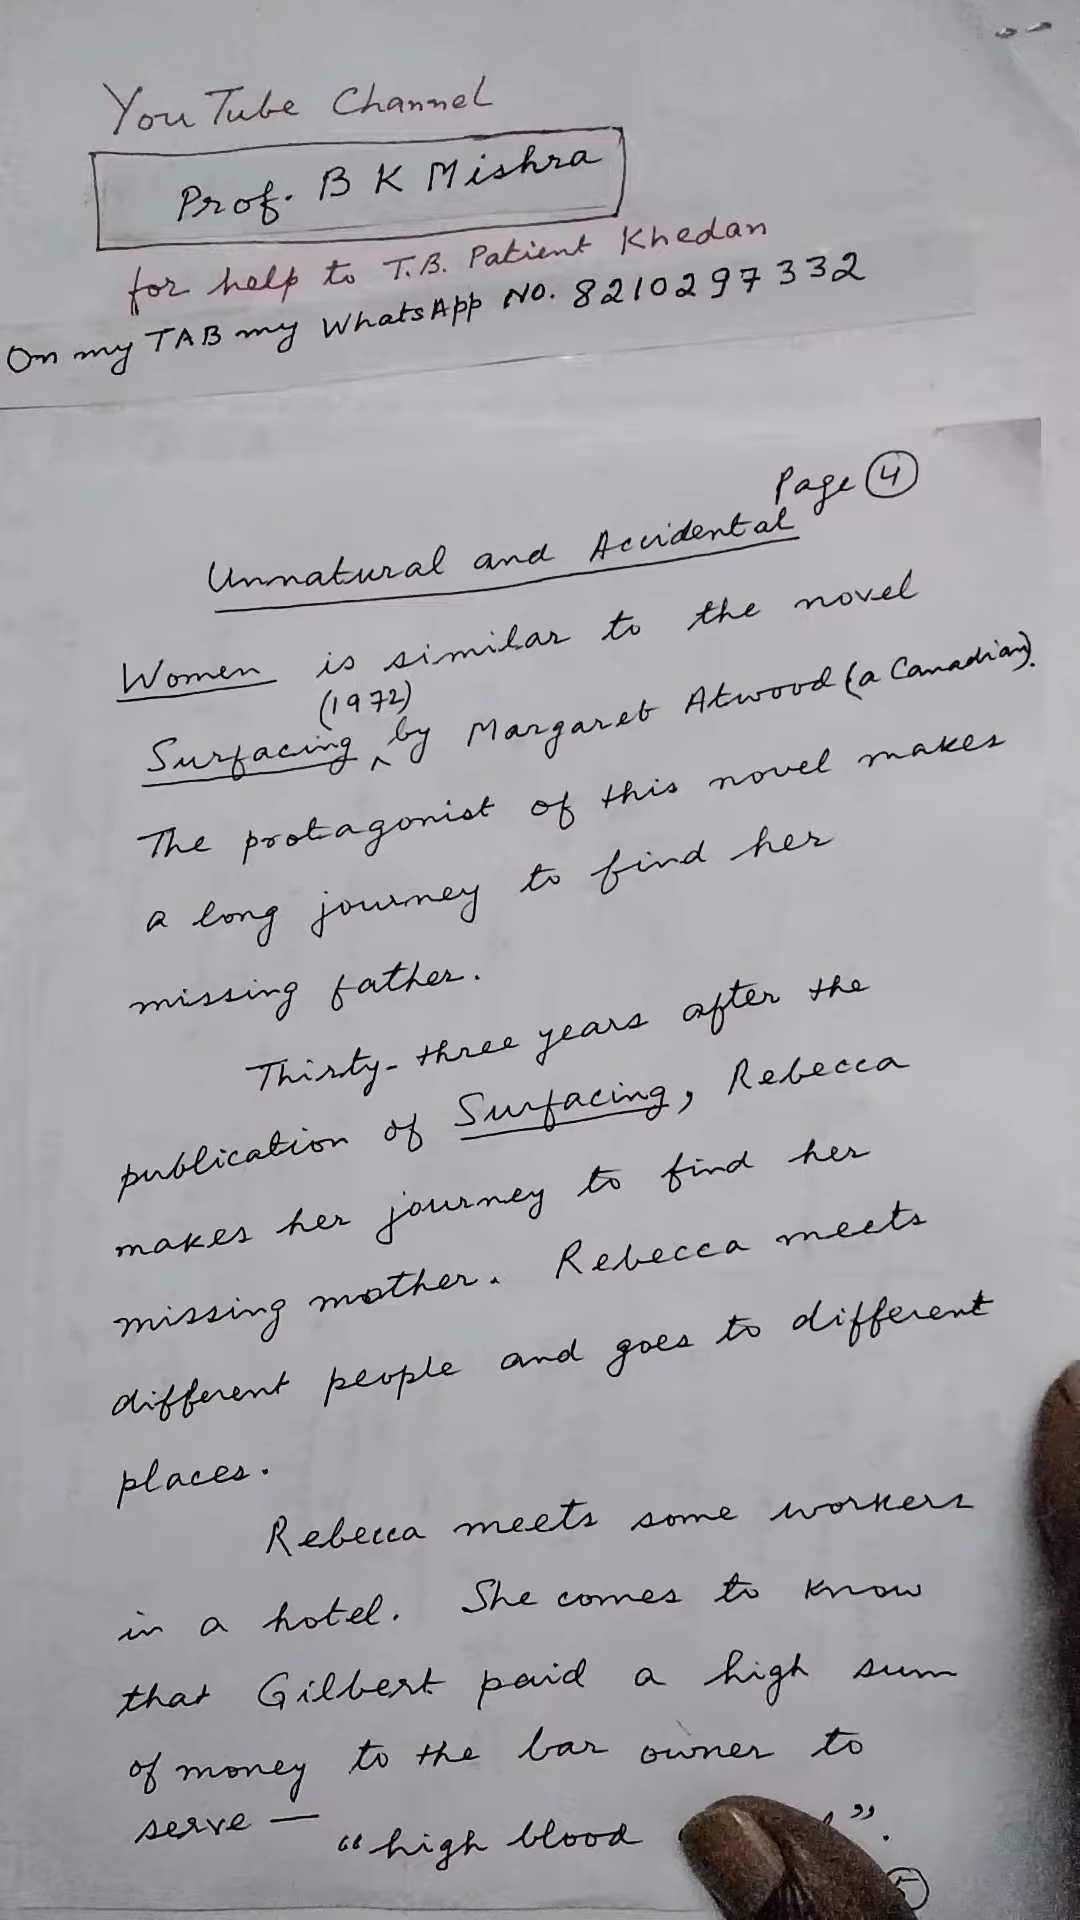 YouTube Channel
Prof. B K Mishra
for help to T.B. Patient Khedan
On my TAB my WhatsApp NO. 8210297332
Page 4
Unnatural and Accidental
Women is similar to the novel
(1972)
Surfacing ^ by Margaret Atwood (a Canadian).
The protagonist of this novel makes
a long journey to find her
missing father.
Thirty-three years after the
publication of Surfacing, Rebecca
makes her journey to find her
missing mother. Rebecca meets
different people and goes to different
places.
Rebecca meets some workers
in a hotel. She comes to know
that Gilbert paid a high sum
of money to the bar owner to
serve —
"high blood ".
5